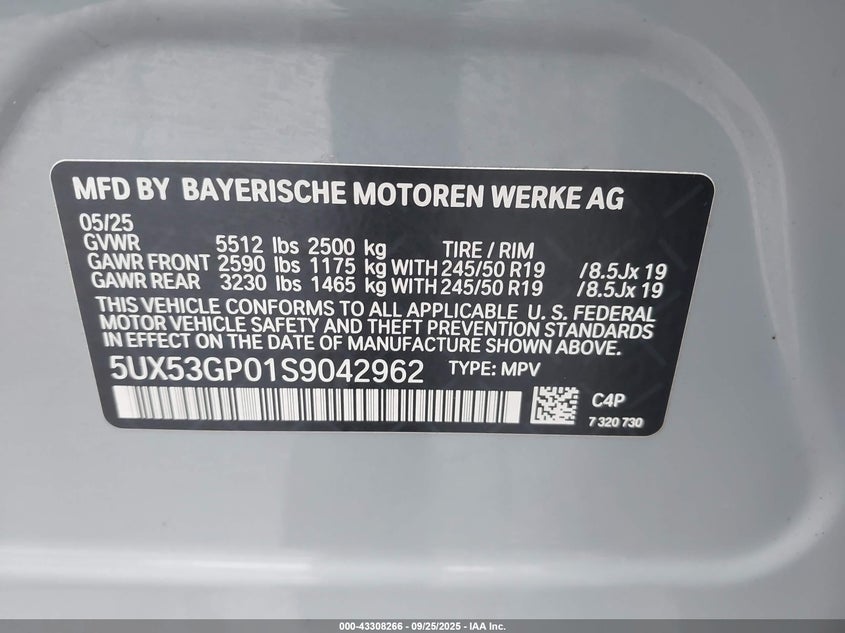 MFD BY BAYERISCHE MOTOREN WERKE AG
05/25
GVWR 5512 lbs 2500 kg TIRE / RIM
GAWR FRONT 2590 lbs 1175 kg WITH 245/50 R19 /8.5Jx 19
GAWR REAR 3230 lbs 1465 kg WITH 245/50 R19 /8.5Jx 19
THIS VEHICLE CONFORMS TO ALL APPLICABLE U. S. FEDERAL
MOTOR VEHICLE SAFETY AND THEFT PREVENTION STANDARDS
IN EFFECT ON THE DATE OF MANUFACTURE SHOWN ABOVE.
5UX53GP01S9042962 TYPE: MPV
C4P
7 320 730
000-43308266 - 09/25/2025 - IAA Inc.